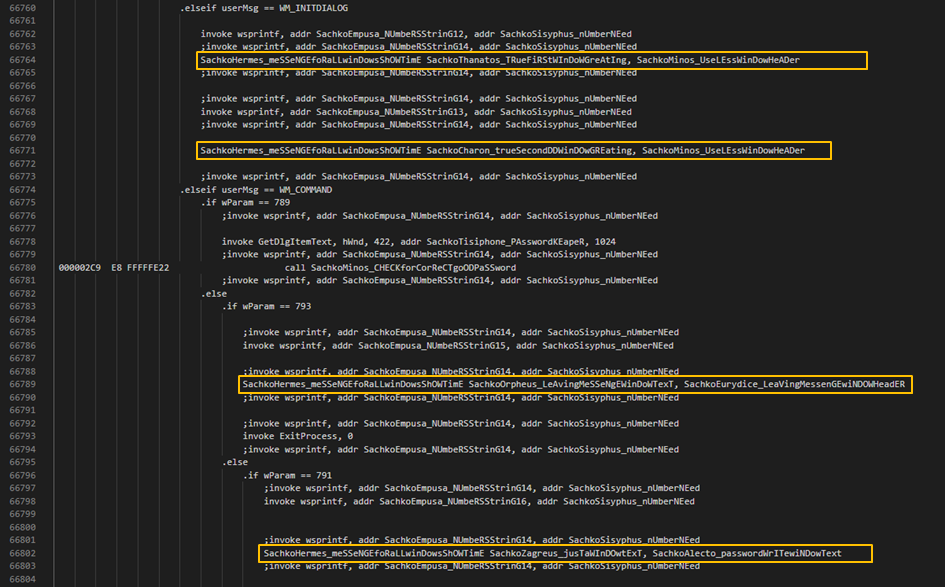 66760 .elseif userMsg == WM_INITDIALOG
66761
66762 invoke wsprintf, addr SachkoEmpusa_NUmbeRSStrinG12, addr SachkoSisyphus_nUmberNEed
66763 ;invoke wsprintf, addr SachkoEmpusa_NUmbeRSStrinG14, addr SachkoSisyphus_nUmberNEed
66764 SachkoHermes_meSSeNGEfoRaLLwinDowsShOWTimE SachkoThanatos_TRueFiRStWInDoWGreAtIng, SachkoMinos_UseLEssWinDowHeADer
66765 ;invoke wsprintf, addr SachkoEmpusa_NUmbeRSStrinG14, addr SachkoSisyphus_nUmberNEed
66766
66767 ;invoke wsprintf, addr SachkoEmpusa_NUmbeRSStrinG14, addr SachkoSisyphus_nUmberNEed
66768 invoke wsprintf, addr SachkoEmpusa_NUmbeRSStrinG13, addr SachkoSisyphus_nUmberNEed
66769 ;invoke wsprintf, addr SachkoEmpusa_NUmbeRSStrinG14, addr SachkoSisyphus_nUmberNEed
66770
66771 SachkoHermes_meSSeNGEfoRaLLwinDowsShOWTimE SachkoCharon_trueSecondDDWinDOwGREating, SachkoMinos_UseLEssWinDowHeADer
66772
66773 ;invoke wsprintf, addr SachkoEmpusa_NUmbeRSStrinG14, addr SachkoSisyphus_nUmberNEed
66774 .elseif userMsg == WM_COMMAND
66775 .if wParam == 789
66776 ;invoke wsprintf, addr SachkoEmpusa_NUmbeRSStrinG14, addr SachkoSisyphus_nUmberNEed
66777
66778 invoke GetDlgItemText, hWnd, 422, addr SachkoTisiphone_PAsswordKEapeR, 1024
66779 ;invoke wsprintf, addr SachkoEmpusa_NUmbeRSStrinG14, addr SachkoSisyphus_nUmberNEed
66780 000002C9 E8 FFFFFE22 call SachkoMinos_CHECKforCorReCTgoODPaSSword
66781 ;invoke wsprintf, addr SachkoEmpusa_NUmbeRSStrinG14, addr SachkoSisyphus_nUmberNEed
66782 .else
66783 .if wParam == 793
66784
66785 ;invoke wsprintf, addr SachkoEmpusa_NUmbeRSStrinG14, addr SachkoSisyphus_nUmberNEed
66786 invoke wsprintf, addr SachkoEmpusa_NUmbeRSStrinG15, addr SachkoSisyphus_nUmberNEed
66787
66788 ;invoke wsprintf, addr SachkoEmpusa_NUmbeRSStrinG14, addr SachkoSisyphus_nUmberNEed
66789 SachkoHermes_meSSeNGEfoRaLLwinDowsShOWTimE SachkoOrpheus_LeAvingMeSSeNgEWinDoWTexT, SachkoEurydice_LeaVingMessenGEwiNDOWHeadER
66790 ;invoke wsprintf, addr SachkoEmpusa_NUmbeRSStrinG14, addr SachkoSisyphus_nUmberNEed
66791
66792 ;invoke wsprintf, addr SachkoEmpusa_NUmbeRSStrinG14, addr SachkoSisyphus_nUmberNEed
66793 invoke ExitProcess, 0
66794 ;invoke wsprintf, addr SachkoEmpusa_NUmbeRSStrinG14, addr SachkoSisyphus_nUmberNEed
66795 .else
66796 .if wParam == 791
66797 ;invoke wsprintf, addr SachkoEmpusa_NUmbeRSStrinG14, addr SachkoSisyphus_nUmberNEed
66798 invoke wsprintf, addr SachkoEmpusa_NUmbeRSStrinG16, addr SachkoSisyphus_nUmberNEed
66799
66800
66801 ;invoke wsprintf, addr SachkoEmpusa_NUmbeRSStrinG14, addr SachkoSisyphus_nUmberNEed
66802 SachkoHermes_meSSeNGEfoRaLLwinDowsShOWTimE SachkoZagreus_jusTaWInDOwtExT, SachkoAlecto_passwordWrITewiNDowText
66803 ;invoke wsprintf, addr SachkoEmpusa_NUmbeRSStrinG14, addr SachkoSisyphus_nUmberNEed
66804